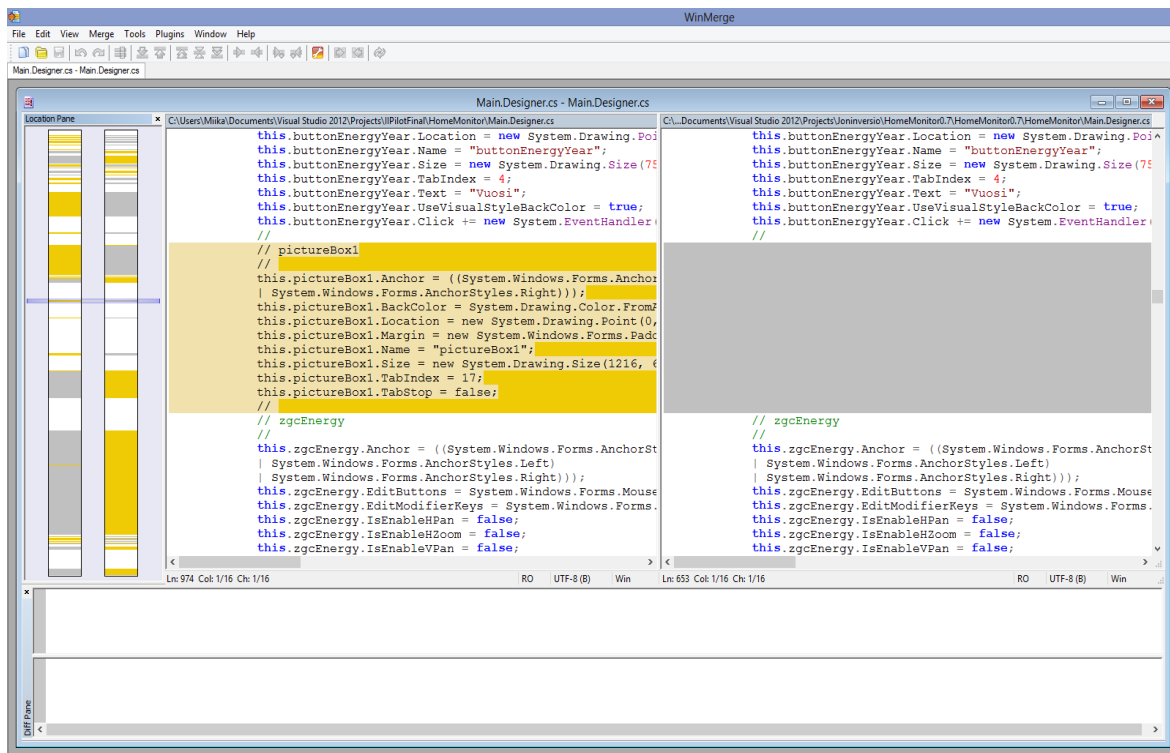 WinMerge
File Edit View Merge Tools Plugins Window Help
Main.Designer.cs - Main.Designer.cs
Main.Designer.cs - Main.Designer.cs
Location Pane
x
C:\Users\Miika\Documents\Visual Studio 2012\Projects\IIPilotFinal\HomeMonitor\Main.Designer.cs
this.buttonEnergyYear.Location = new System.Drawing.Poi
this.buttonEnergyYear.Name = "buttonEnergyYear";
this.buttonEnergyYear.Size = new System.Drawing.Size(75
this.buttonEnergyYear.TabIndex = 4;
this.buttonEnergyYear.Text = "Vuosi";
this.buttonEnergyYear.UseVisualStyleBackColor = true;
this.buttonEnergyYear.Click += new System.EventHandler(
//
// pictureBox1
//
this.pictureBox1.Anchor = ((System.Windows.Forms.Anchor
| System.Windows.Forms.AnchorStyles.Right)));
this.pictureBox1.BackColor = System.Drawing.Color.FromA
this.pictureBox1.Location = new System.Drawing.Point(0,
this.pictureBox1.Margin = new System.Windows.Forms.Padd
this.pictureBox1.Name = "pictureBox1";
this.pictureBox1.Size = new System.Drawing.Size(1216, 6
this.pictureBox1.TabIndex = 17;
this.pictureBox1.TabStop = false;
//
// zgcEnergy
//
this.zgcEnergy.Anchor = ((System.Windows.Forms.AnchorSt
| System.Windows.Forms.AnchorStyles.Left)
| System.Windows.Forms.AnchorStyles.Right)));
this.zgcEnergy.EditButtons = System.Windows.Forms.Mouse
this.zgcEnergy.EditModifierKeys = System.Windows.Forms.
this.zgcEnergy.IsEnableHPan = false;
this.zgcEnergy.IsEnableHZoom = false;
this.zgcEnergy.IsEnableVPan = false;
Ln: 974 Col: 1/16 Ch: 1/16 RO UTF-8 (B) Win
C:\...Documents\Visual Studio 2012\Projects\Joninversio\HomeMonitor0.7\HomeMonitor0.7\HomeMonitor\Main.Designer.cs
this.buttonEnergyYear.Location = new System.Drawing.Poi
this.buttonEnergyYear.Name = "buttonEnergyYear";
this.buttonEnergyYear.Size = new System.Drawing.Size(75
this.buttonEnergyYear.TabIndex = 4;
this.buttonEnergyYear.Text = "Vuosi";
this.buttonEnergyYear.UseVisualStyleBackColor = true;
this.buttonEnergyYear.Click += new System.EventHandler(
//
// zgcEnergy
//
this.zgcEnergy.Anchor = ((System.Windows.Forms.AnchorSt
| System.Windows.Forms.AnchorStyles.Left)
| System.Windows.Forms.AnchorStyles.Right)));
this.zgcEnergy.EditButtons = System.Windows.Forms.Mouse
this.zgcEnergy.EditModifierKeys = System.Windows.Forms.
this.zgcEnergy.IsEnableHPan = false;
this.zgcEnergy.IsEnableHZoom = false;
this.zgcEnergy.IsEnableVPan = false;
Ln: 653 Col: 1/16 Ch: 1/16 RO UTF-8 (B) Win
Diff Pane